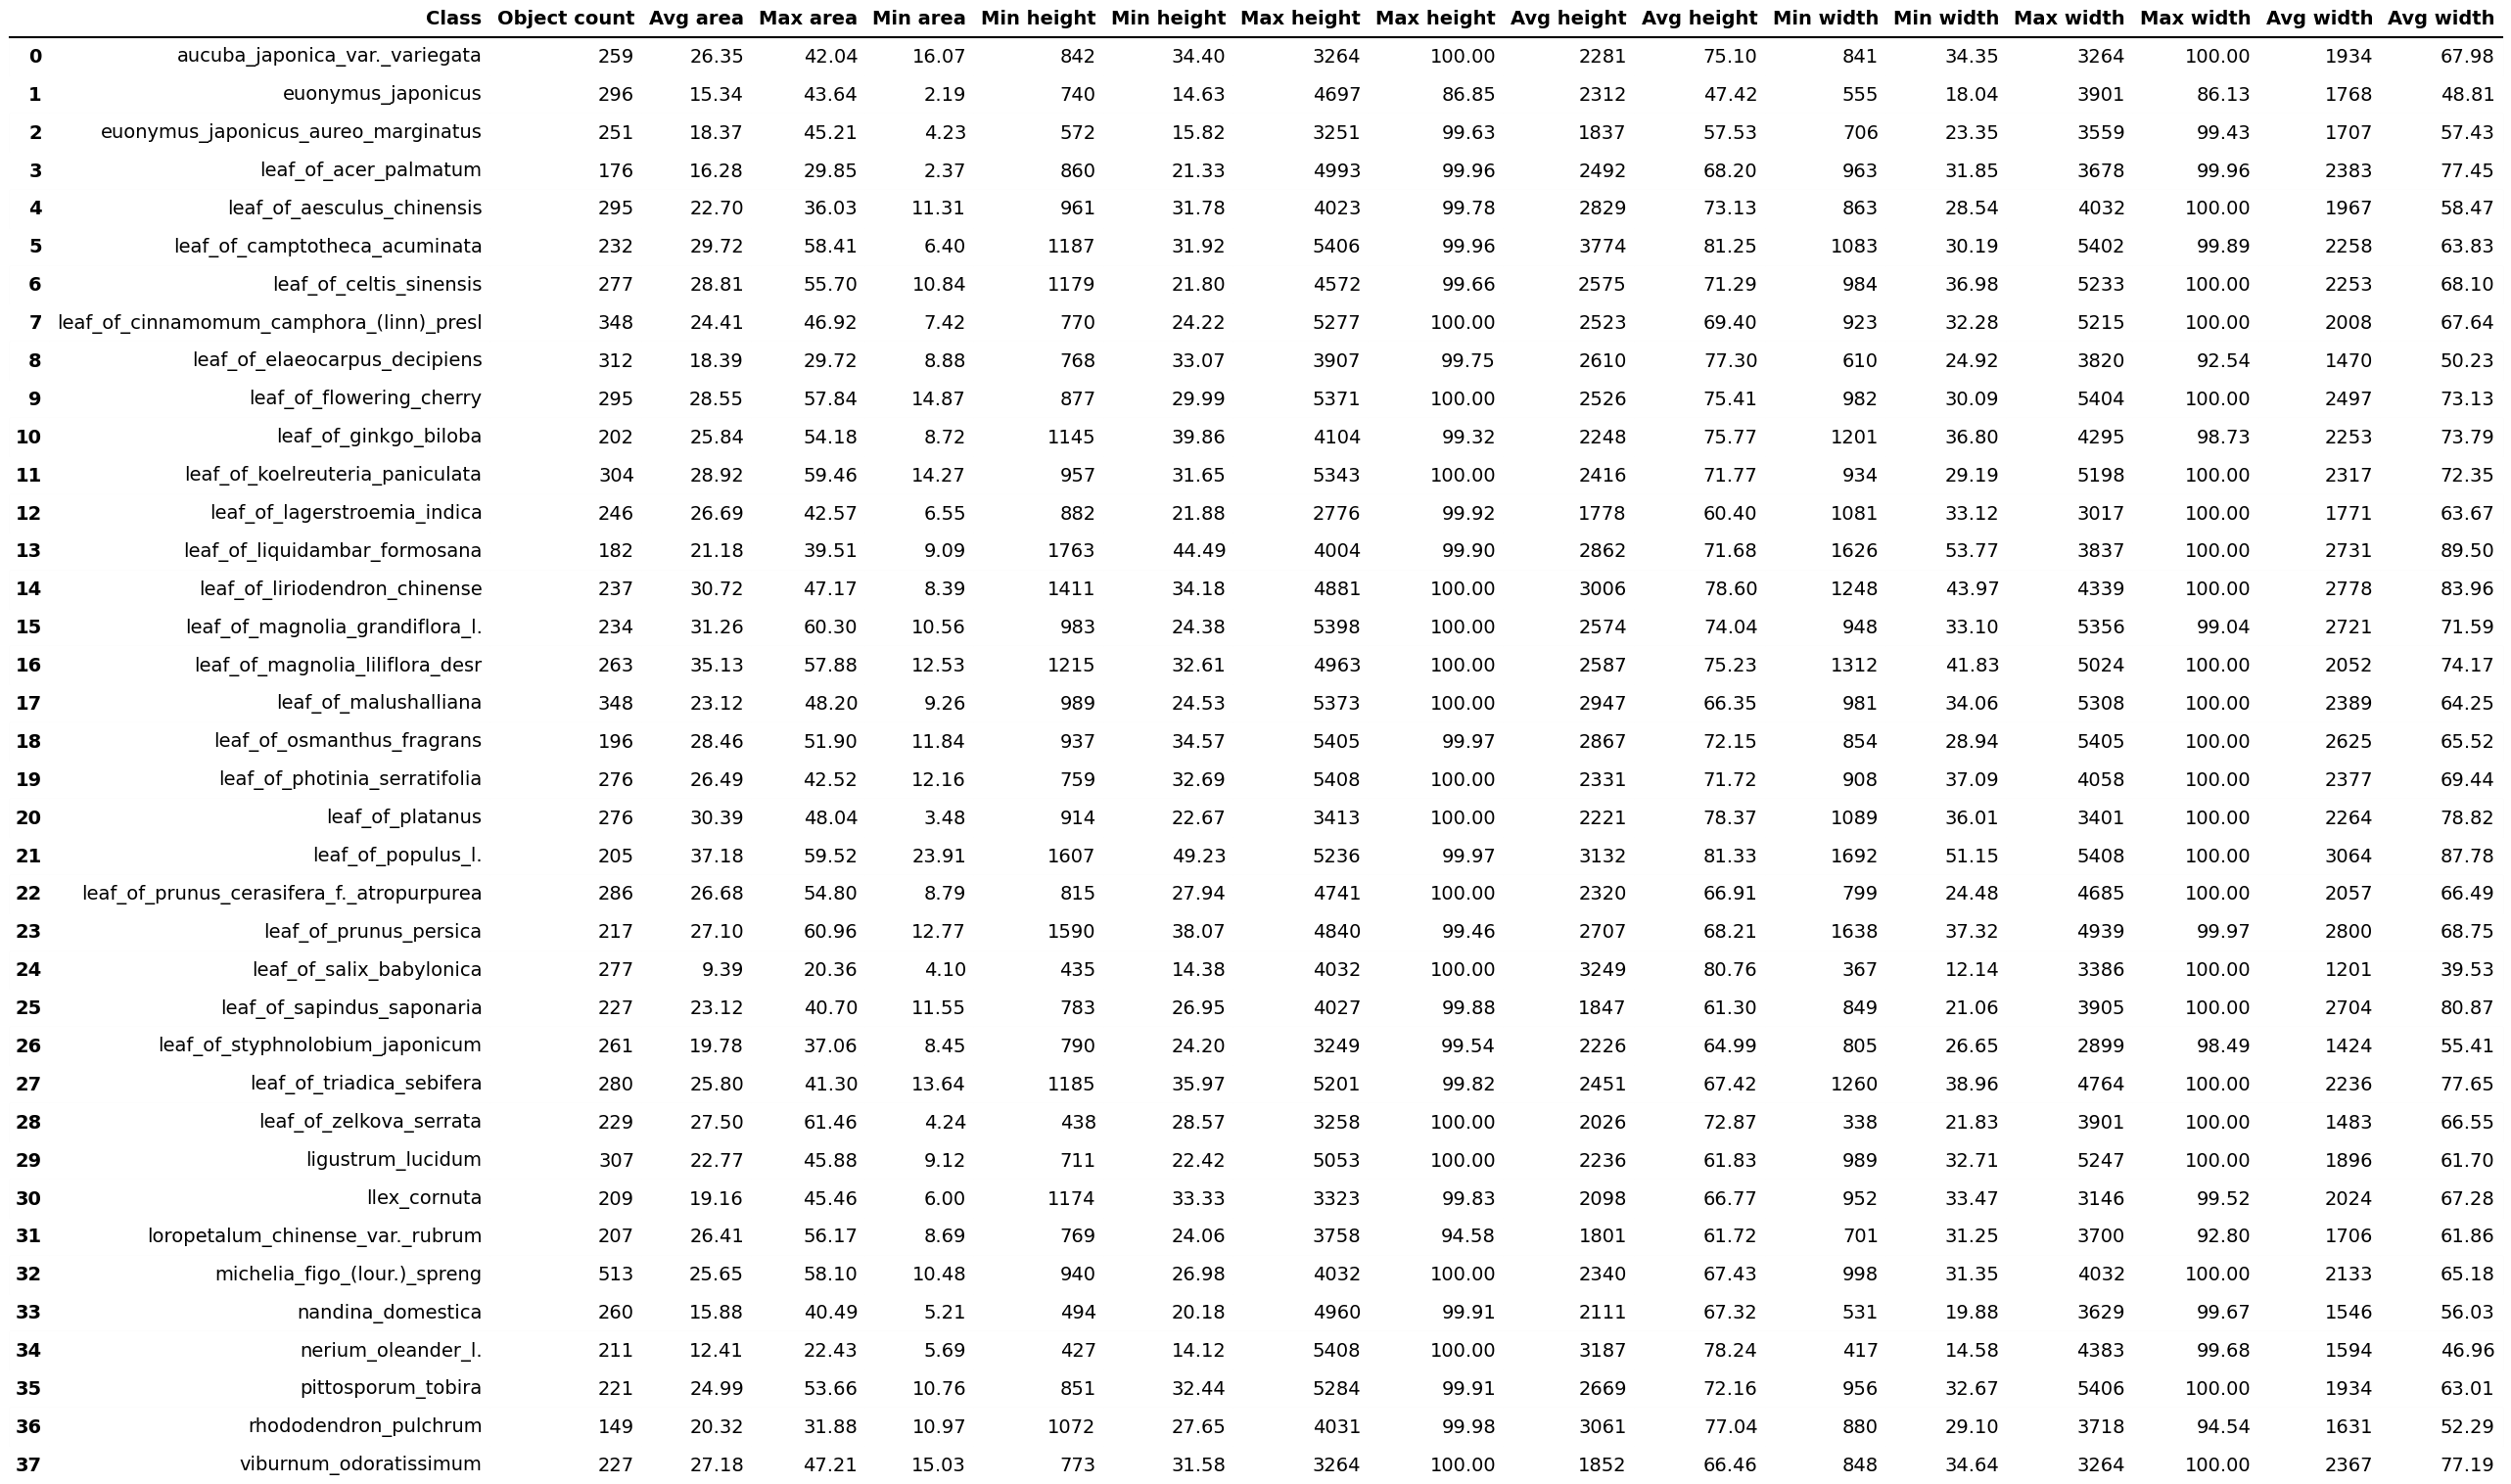 Class Object count Avg area Max area Min area Min height Min height Max height Max height Avg height Avg height Min width Min width Max width Max width Avg width Avg width
0 aucuba_japonica_var._variegata 259 26.35 42.04 16.07 842 34.40 3264 100.00 2281 75.10 841 34.35 3264 100.00 1934 67.98
1 euonymus_japonicus 296 15.34 43.64 2.19 740 14.63 4697 86.85 2312 47.42 555 18.04 3901 86.13 1768 48.81
2 euonymus_japonicus_aureo_marginatus 251 18.37 45.21 4.23 572 15.82 3251 99.63 1837 57.53 706 23.35 3559 99.43 1707 57.43
3 leaf_of_acer_palmatum 176 16.28 29.85 2.37 860 21.33 4993 99.96 2492 68.20 963 31.85 3678 99.96 2383 77.45
4 leaf_of_aesculus_chinensis 295 22.70 36.03 11.31 961 31.78 4023 99.78 2829 73.13 863 28.54 4032 100.00 1967 58.47
5 leaf_of_camptotheca_acuminata 232 29.72 58.41 6.40 1187 31.92 5406 99.96 3774 81.25 1083 30.19 5402 99.89 2258 63.83
6 leaf_of_celtis_sinensis 277 28.81 55.70 10.84 1179 21.80 4572 99.66 2575 71.29 984 36.98 5233 100.00 2253 68.10
7 leaf_of_cinnamomum_camphora_(linn)_presl 348 24.41 46.92 7.42 770 24.22 5277 100.00 2523 69.40 923 32.28 5215 100.00 2008 67.64
8 leaf_of_elaeocarpus_decipiens 312 18.39 29.72 8.88 768 33.07 3907 99.75 2610 77.30 610 24.92 3820 92.54 1470 50.23
9 leaf_of_flowering_cherry 295 28.55 57.84 14.87 877 29.99 5371 100.00 2526 75.41 982 30.09 5404 100.00 2497 73.13
10 leaf_of_ginkgo_biloba 202 25.84 54.18 8.72 1145 39.86 4104 99.32 2248 75.77 1201 36.80 4295 98.73 2253 73.79
11 leaf_of_koelreuteria_paniculata 304 28.92 59.46 14.27 957 31.65 5343 100.00 2416 71.77 934 29.19 5198 100.00 2317 72.35
12 leaf_of_lagerstroemia_indica 246 26.69 42.57 6.55 882 21.88 2776 99.92 1778 60.40 1081 33.12 3017 100.00 1771 63.67
13 leaf_of_liquidambar_formosana 182 21.18 39.51 9.09 1763 44.49 4004 99.90 2862 71.68 1626 53.77 3837 100.00 2731 89.50
14 leaf_of_liriodendron_chinense 237 30.72 47.17 8.39 1411 34.18 4881 100.00 3006 78.60 1248 43.97 4339 100.00 2778 83.96
15 leaf_of_magnolia_grandiflora_l. 234 31.26 60.30 10.56 983 24.38 5398 100.00 2574 74.04 948 33.10 5356 99.04 2721 71.59
16 leaf_of_magnolia_liliflora_desr 263 35.13 57.88 12.53 1215 32.61 4963 100.00 2587 75.23 1312 41.83 5024 100.00 2052 74.17
17 leaf_of_malushalliana 348 23.12 48.20 9.26 989 24.53 5373 100.00 2947 66.35 981 34.06 5308 100.00 2389 64.25
18 leaf_of_osmanthus_fragrans 196 28.46 51.90 11.84 937 34.57 5405 99.97 2867 72.15 854 28.94 5405 100.00 2625 65.52
19 leaf_of_photinia_serratifolia 276 26.49 42.52 12.16 759 32.69 5408 100.00 2331 71.72 908 37.09 4058 100.00 2377 69.44
20 leaf_of_platanus 276 30.39 48.04 3.48 914 22.67 3413 100.00 2221 78.37 1089 36.01 3401 100.00 2264 78.82
21 leaf_of_populus_l. 205 37.18 59.52 23.91 1607 49.23 5236 99.97 3132 81.33 1692 51.15 5408 100.00 3064 87.78
22 leaf_of_prunus_cerasifera_f._atropurpurea 286 26.68 54.80 8.79 815 27.94 4741 100.00 2320 66.91 799 24.48 4685 100.00 2057 66.49
23 leaf_of_prunus_persica 217 27.10 60.96 12.77 1590 38.07 4840 99.46 2707 68.21 1638 37.32 4939 99.97 2800 68.75
24 leaf_of_salix_babylonica 277 9.39 20.36 4.10 435 14.38 4032 100.00 3249 80.76 367 12.14 3386 100.00 1201 39.53
25 leaf_of_sapindus_saponaria 227 23.12 40.70 11.55 783 26.95 4027 99.88 1847 61.30 849 21.06 3905 100.00 2704 80.87
26 leaf_of_styphnolobium_japonicum 261 19.78 37.06 8.45 790 24.20 3249 99.54 2226 64.99 805 26.65 2899 98.49 1424 55.41
27 leaf_of_triadica_sebifera 280 25.80 41.30 13.64 1185 35.97 5201 99.82 2451 67.42 1260 38.96 4764 100.00 2236 77.65
28 leaf_of_zelkova_serrata 229 27.50 61.46 4.24 438 28.57 3258 100.00 2026 72.87 338 21.83 3901 100.00 1483 66.55
29 ligustrum_lucidum 307 22.77 45.88 9.12 711 22.42 5053 100.00 2236 61.83 989 32.71 5247 100.00 1896 61.70
30 llex_cornuta 209 19.16 45.46 6.00 1174 33.33 3323 99.83 2098 66.77 952 33.47 3146 99.52 2024 67.28
31 loropetalum_chinense_var._rubrum 207 26.41 56.17 8.69 769 24.06 3758 94.58 1801 61.72 701 31.25 3700 92.80 1706 61.86
32 michelia_figo_(lour.)_spreng 513 25.65 58.10 10.48 940 26.98 4032 100.00 2340 67.43 998 31.35 4032 100.00 2133 65.18
33 nandina_domestica 260 15.88 40.49 5.21 494 20.18 4960 99.91 2111 67.32 531 19.88 3629 99.67 1546 56.03
34 nerium_oleander_l. 211 12.41 22.43 5.69 427 14.12 5408 100.00 3187 78.24 417 14.58 4383 99.68 1594 46.96
35 pittosporum_tobira 221 24.99 53.66 10.76 851 32.44 5284 99.91 2669 72.16 956 32.67 5406 100.00 1934 63.01
36 rhododendron_pulchrum 149 20.32 31.88 10.97 1072 27.65 4031 99.98 3061 77.04 880 29.10 3718 94.54 1631 52.29
37 viburnum_odoratissimum 227 27.18 47.21 15.03 773 31.58 3264 100.00 1852 66.46 848 34.64 3264 100.00 2367 77.19